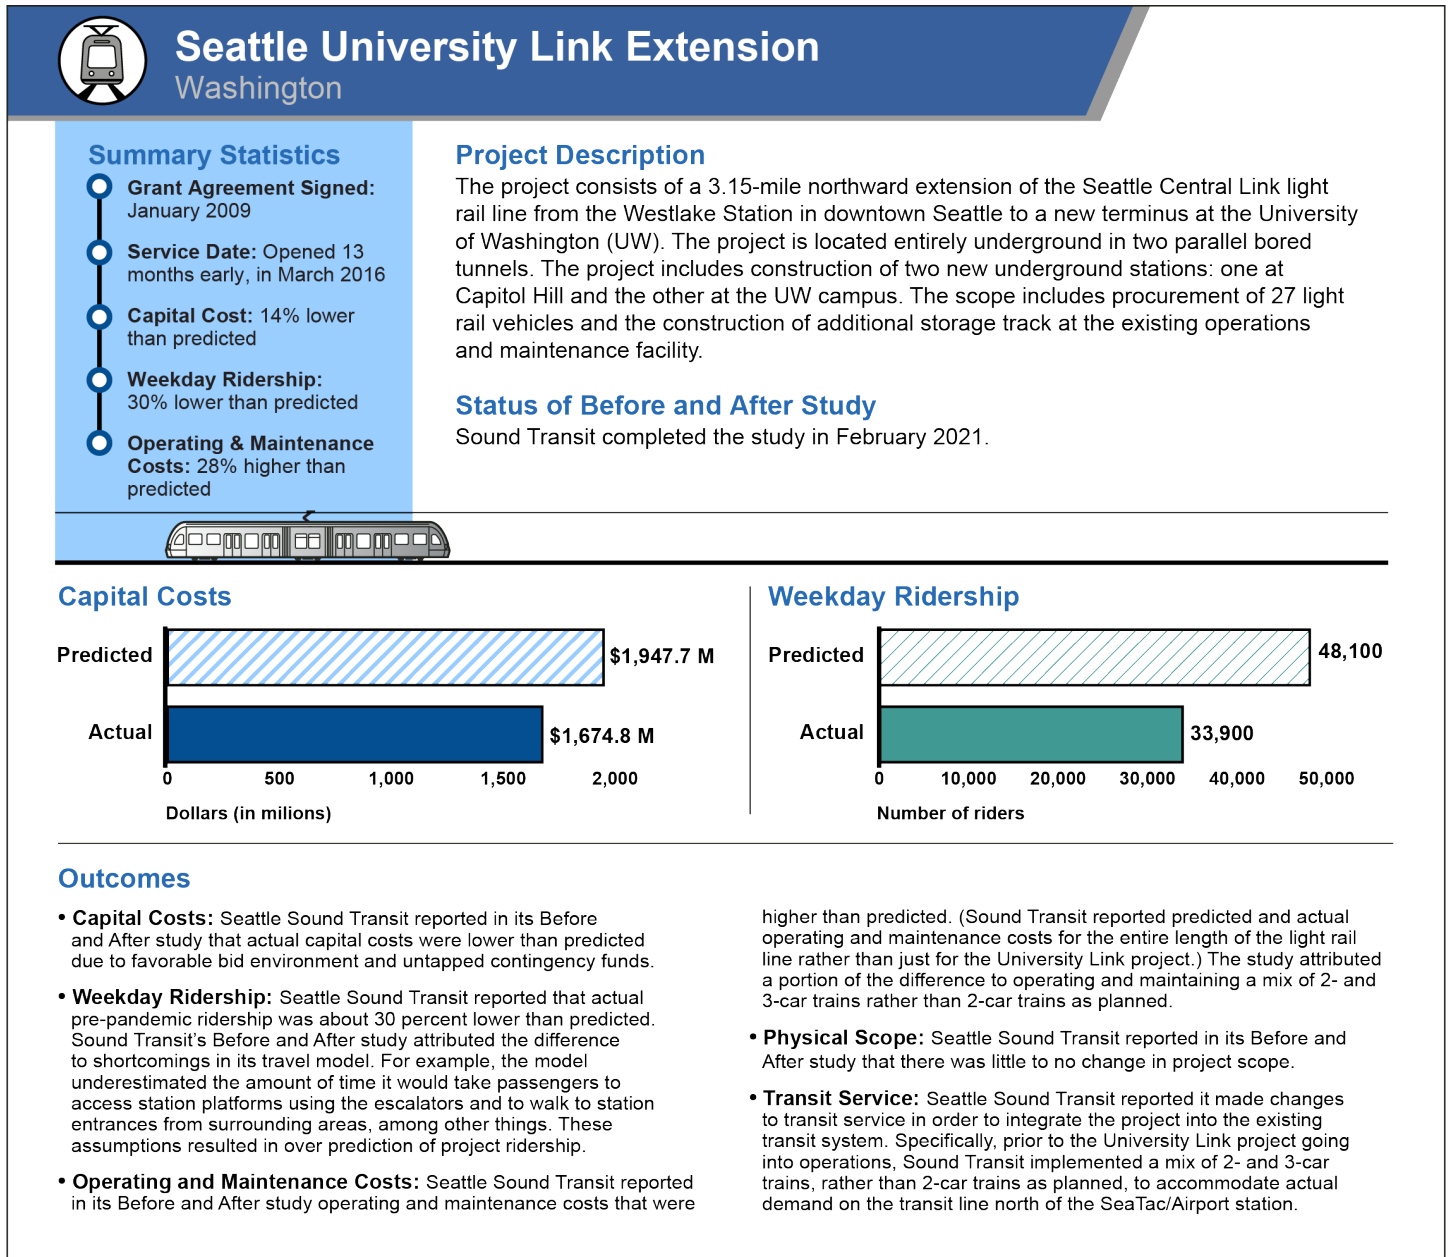 Seattle University Link Extension
Washington
Summary Statistics
Grant Agreement Signed:
January 2009
Service Date: Opened 13
months early, in March 2016
Capital Cost: 14% lower
than predicted
Weekday Ridership:
30% lower than predicted
Operating & Maintenance
Costs: 28% higher than
predicted
Project Description
The project consists of a 3.15-mile northward extension of the Seattle Central Link light
rail line from the Westlake Station in downtown Seattle to a new terminus at the University
of Washington (UW). The project is located entirely underground in two parallel bored
tunnels. The project includes construction of two new underground stations: one at
Capitol Hill and the other at the UW campus. The scope includes procurement of 27 light
rail vehicles and the construction of additional storage track at the existing operations
and maintenance facility.
Status of Before and After Study
Sound Transit completed the study in February 2021.
Capital Costs
Predicted
$1,947.7 M
Actual
$1,674.8 M
0 500 1,000 1,500 2,000
Dollars (in milions)
Weekday Ridership
Predicted
48,100
Actual
33,900
0 10,000 20,000 30,000 40,000 50,000
Number of riders
Outcomes
• Capital Costs: Seattle Sound Transit reported in its Before
and After study that actual capital costs were lower than predicted
due to favorable bid environment and untapped contingency funds.
• Weekday Ridership: Seattle Sound Transit reported that actual
pre-pandemic ridership was about 30 percent lower than predicted.
Sound Transit's Before and After study attributed the difference
to shortcomings in its travel model. For example, the model
underestimated the amount of time it would take passengers to
access station platforms using the escalators and to walk to station
entrances from surrounding areas, among other things. These
assumptions resulted in over prediction of project ridership.
• Operating and Maintenance Costs: Seattle Sound Transit reported
in its Before and After study operating and maintenance costs that were
higher than predicted. (Sound Transit reported predicted and actual
operating and maintenance costs for the entire length of the light rail
line rather than just for the University Link project.) The study attributed
a portion of the difference to operating and maintaining a mix of 2- and
3-car trains rather than 2-car trains as planned.
• Physical Scope: Seattle Sound Transit reported in its Before and
After study that there was little to no change in project scope.
• Transit Service: Seattle Sound Transit reported it made changes
to transit service in order to integrate the project into the existing
transit system. Specifically, prior to the University Link project going
into operations, Sound Transit implemented a mix of 2- and 3-car
trains, rather than 2-car trains as planned, to accommodate actual
demand on the transit line north of the SeaTac/Airport station.